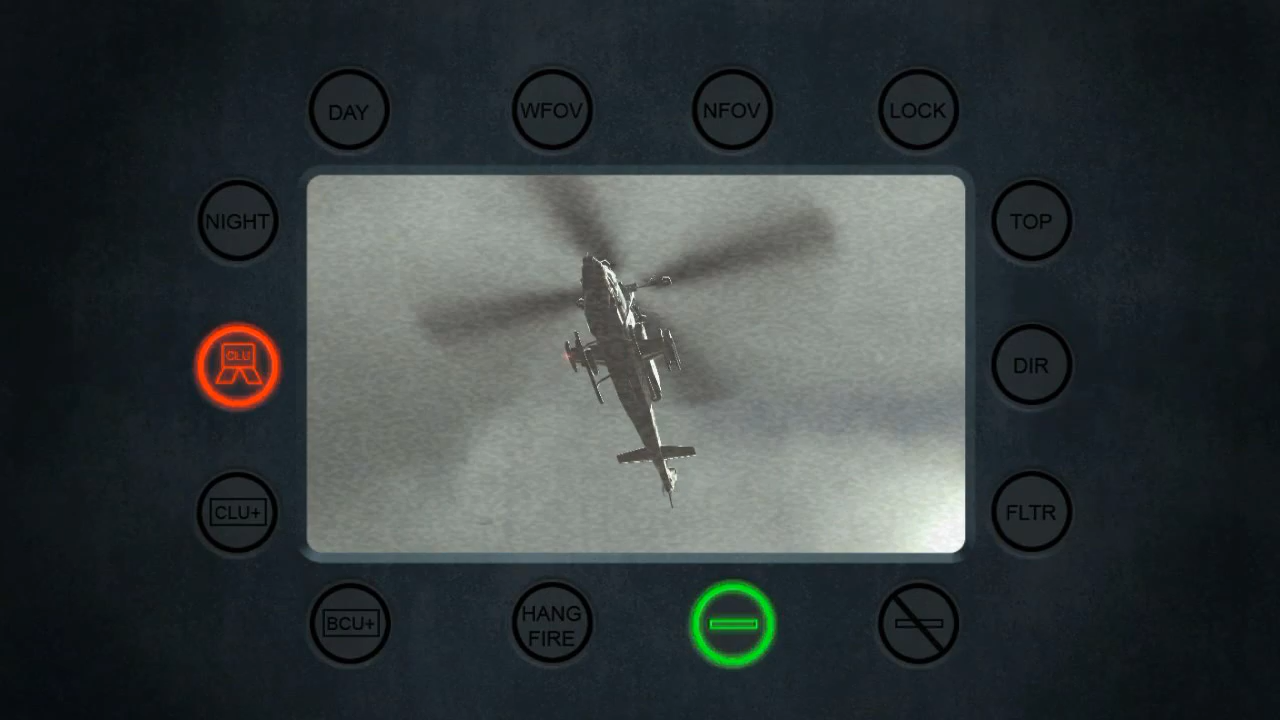 DAY
WFOV
NFOV
LOCK
NIGHT
TOP
CLU
DIR
CLU+
FLTR
BCU+
HANG
FIRE